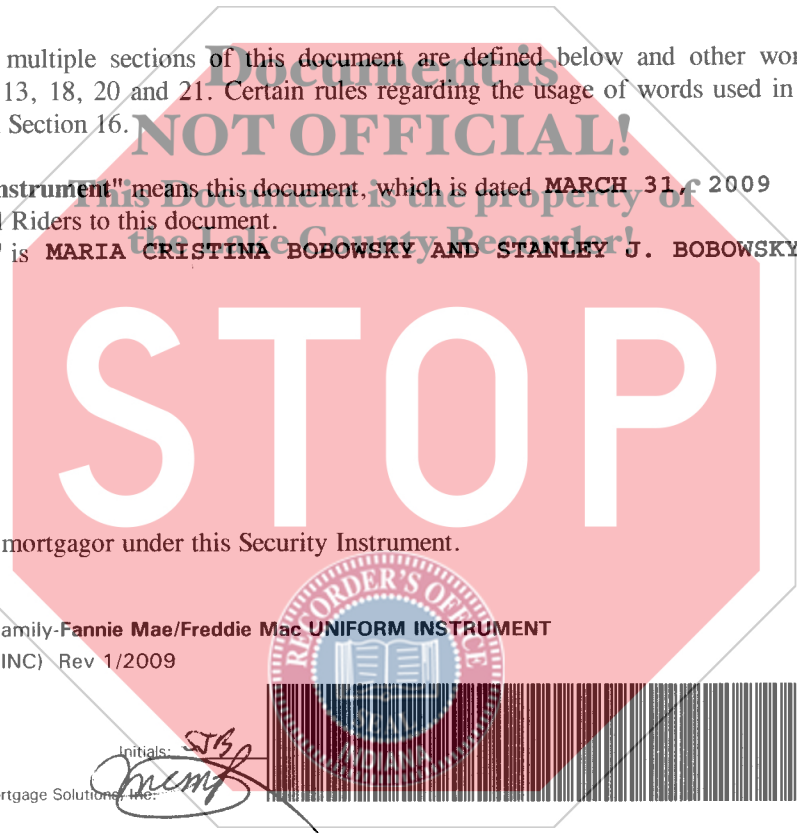 multiple sections of this document are defined below and other wor
Document is
13, 18, 20 and 21. Certain rules regarding the usage of words used in
Section 16.
NOT OFFICIAL!
nstrument" means this document, which is dated MARCH 31, 2009
This Document is the property of
Riders to this document.
the Lake County Recorder!
is MARIA CRISTINA BOBOWSKY AND STANLEY J. BOBOWSKY
STOP
mortgagor under this Security Instrument.
RECORDER'S OFFICE
SEAL
INDIANA
amily-Fannie Mae/Freddie Mac UNIFORM INSTRUMENT
INC) Rev 1/2009
Initials: SJB
rtgage Solutions, Inc.